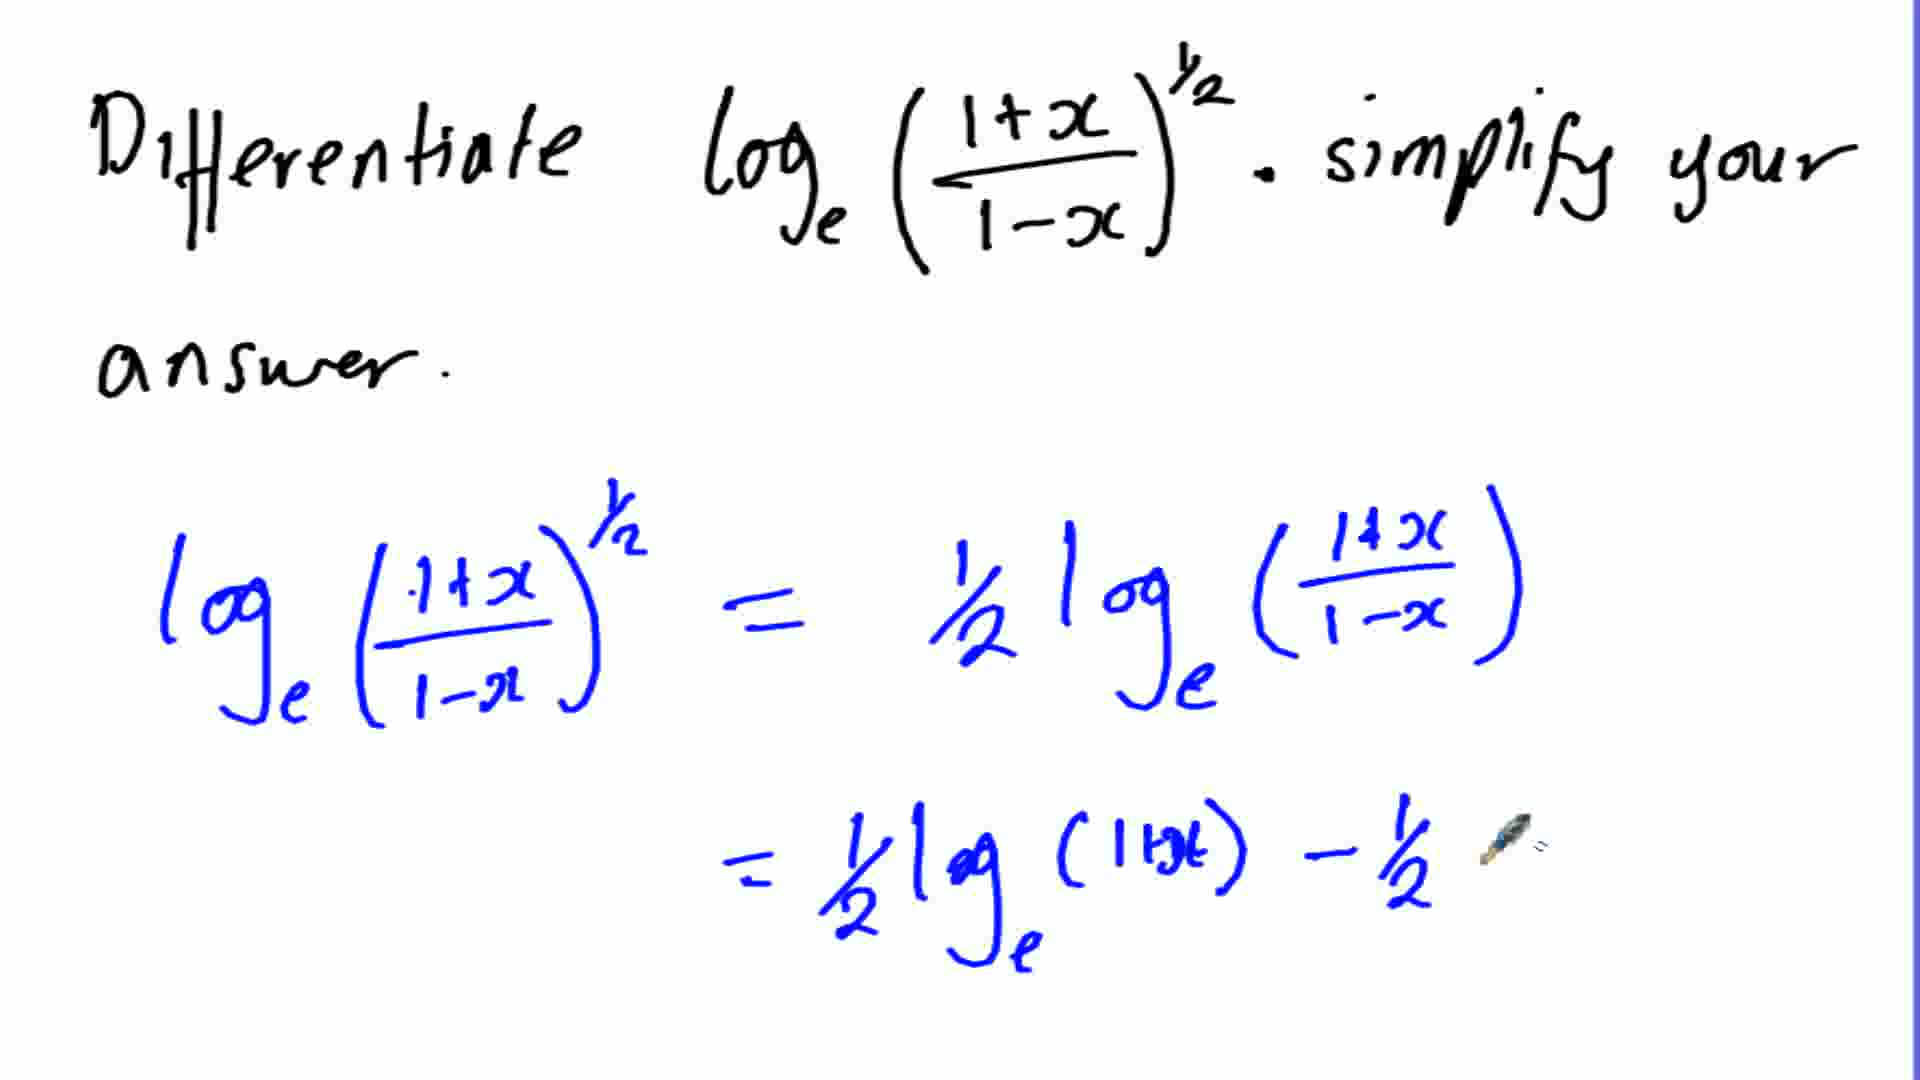 Differentiate logₑ ((1+x)/(1-x))^½ . simplify your
answer.
logₑ ((1+x)/(1-x))^½ = ½ logₑ ((1+x)/(1-x))
= ½ logₑ (1+x) - ½